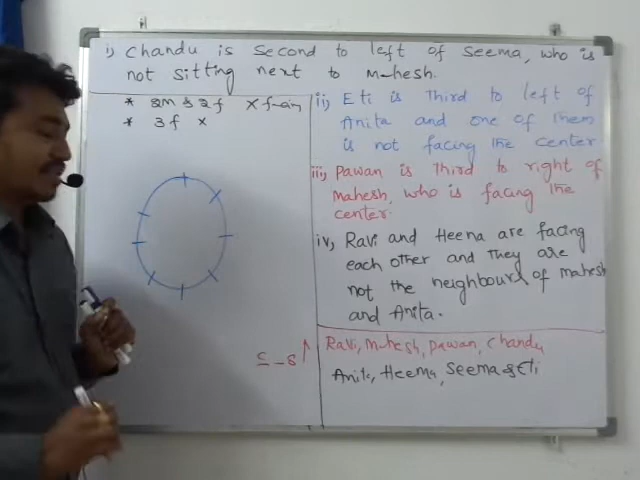 i) Chandu is second to left of Seema, who is
not sitting next to Mahesh.
* 2M & 2f X f-ain
* 3f x
ii) Eti is Third to left of
Anita and one of them
is not facing the center
iii) Pawan is Third to right of
Mahesh, who is facing the
center.
iv) Ravi and Heena are facing
each other and They are
not the neighbours of mahesh
and Anita.
C - S ↑
Ravi, Mahesh, Pawan, Chandu
Anita, Heema, Seema & Eti